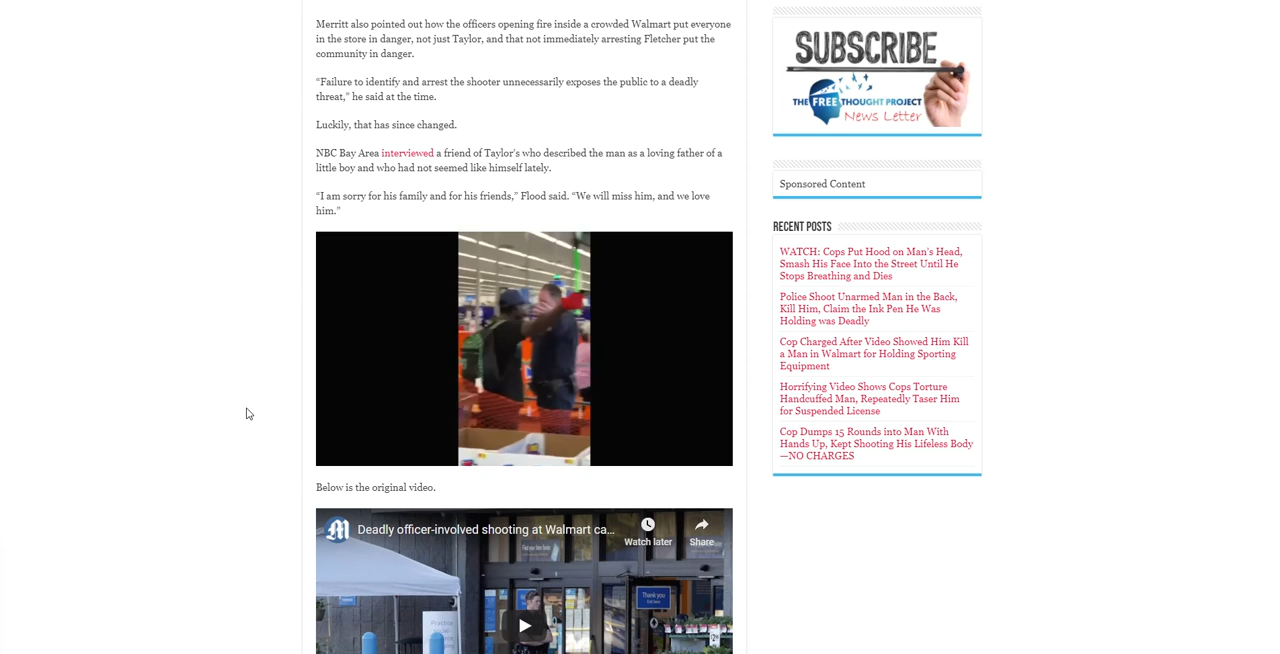 Merritt also pointed out how the officers opening fire inside a crowded Walmart put everyone
in the store in danger, not just Taylor, and that not immediately arresting Fletcher put the
community in danger.
“Failure to identify and arrest the shooter unnecessarily exposes the public to a deadly
threat,” he said at the time.
Luckily, that has since changed.
NBC Bay Area interviewed a friend of Taylor’s who described the man as a loving father of a
little boy and who had not seemed like himself lately.
“I am sorry for his family and for his friends,” Flood said. “We will miss him, and we love
him.”
Below is the original video.
Deadly officer-involved shooting at Walmart ca...
Watch later
Share
Thank you
SUBSCRIBE
THE FREE THOUGHT PROJECT
News Letter
Sponsored Content
RECENT POSTS
WATCH: Cops Put Hood on Man’s Head,
Smash His Face Into the Street Until He
Stops Breathing and Dies
Police Shoot Unarmed Man in the Back,
Kill Him, Claim the Ink Pen He Was
Holding was Deadly
Cop Charged After Video Showed Him Kill
a Man in Walmart for Holding Sporting
Equipment
Horrifying Video Shows Cops Torture
Handcuffed Man, Repeatedly Taser Him
for Suspended License
Cop Dumps 15 Rounds into Man With
Hands Up, Kept Shooting His Lifeless Body
—NO CHARGES